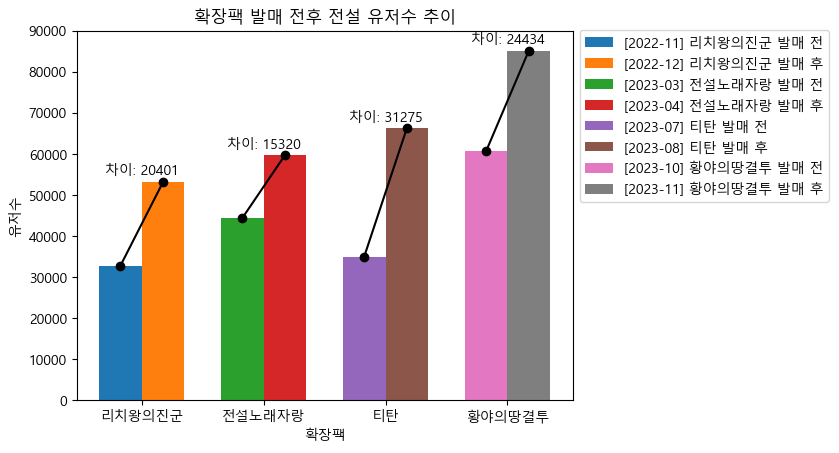 확장팩 발매 전후 전설 유저수 추이
90000
80000
70000
60000
50000
40000
30000
20000
10000
0
유저수
차이: 20401
차이: 15320
차이: 31275
차이: 24434
리치왕의진군
전설노래자랑
티탄
황야의땅결투
확장팩
[2022-11] 리치왕의진군 발매 전
[2022-12] 리치왕의진군 발매 후
[2023-03] 전설노래자랑 발매 전
[2023-04] 전설노래자랑 발매 후
[2023-07] 티탄 발매 전
[2023-08] 티탄 발매 후
[2023-10] 황야의땅결투 발매 전
[2023-11] 황야의땅결투 발매 후